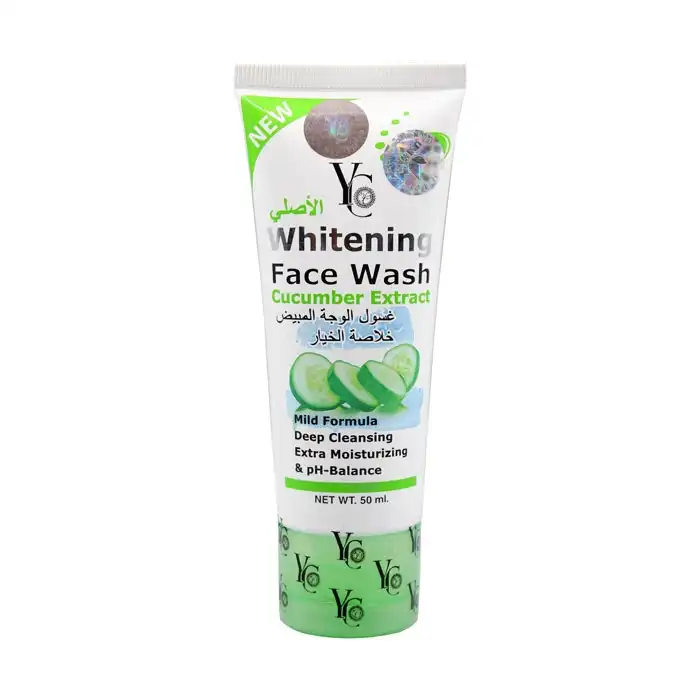 NEW
YC
الأصلي
Whitening
Face Wash
Cucumber Extract
غسول الوجة المبيض
خلاصة الخيار
Mild Formula
Deep Cleansing
Extra Moisturizing
& pH-Balance
NET WT. 50 ml.
YC
YC
YC
YC